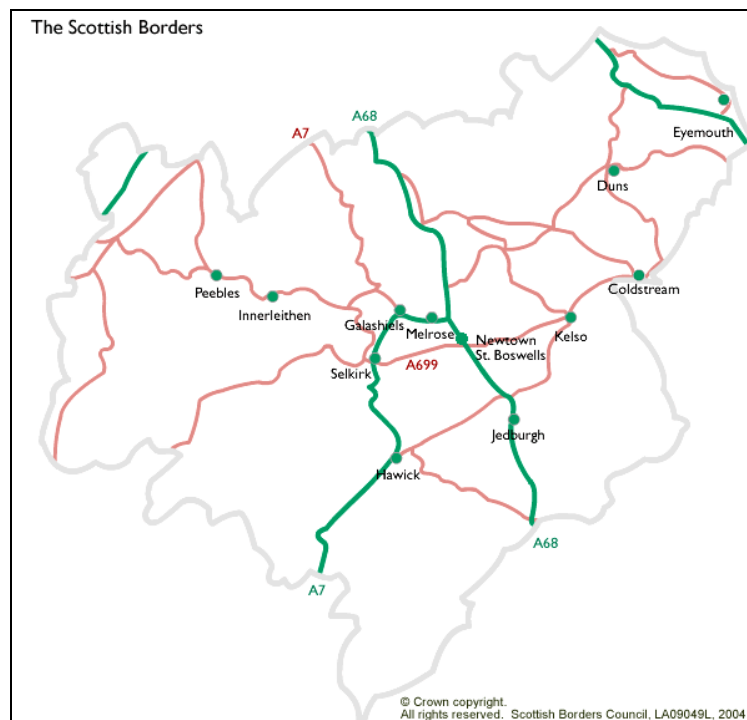 The Scottish Borders
A68
A7
Eyemouth
Duns
Peebles
Coldstream
Innerleithen
Galashiels
Melrose
Kelso
Newtown
St. Boswells
A699
Selkirk
Jedburgh
Hawick
A68
A7
© Crown copyright.
All rights reserved. Scottish Borders Council, LA09049L, 2004